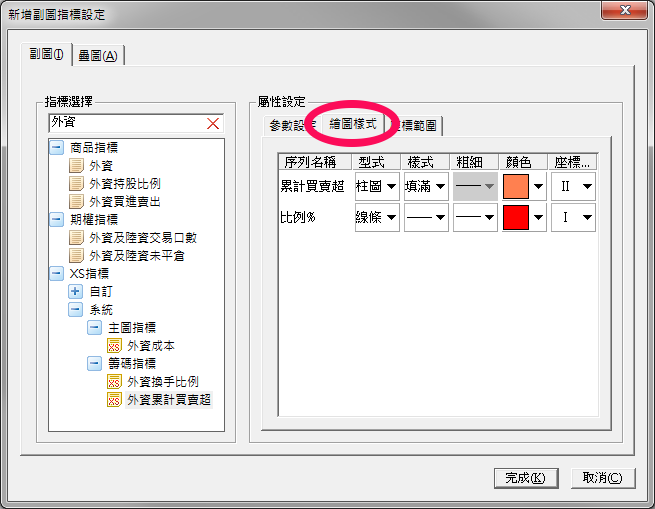 新增副圖指標設定
副圖(I)
疊圖(A)
指標選擇
外資
商品指標
外資
外資持股比例
外資買進賣出
期權指標
外資及陸資交易口數
外資及陸資未平倉
XS指標
自訂
系統
主圖指標
XS 外資成本
籌碼指標
XS 外資換手比例
XS 外資累計買賣超
屬性設定
參數設定 繪圖樣式 標範圍
序列名稱 型式 樣式 粗細 顏色 座標...
累計買賣超 柱圖 填滿 II
比例% 線條 I
完成(K)
取消(C)